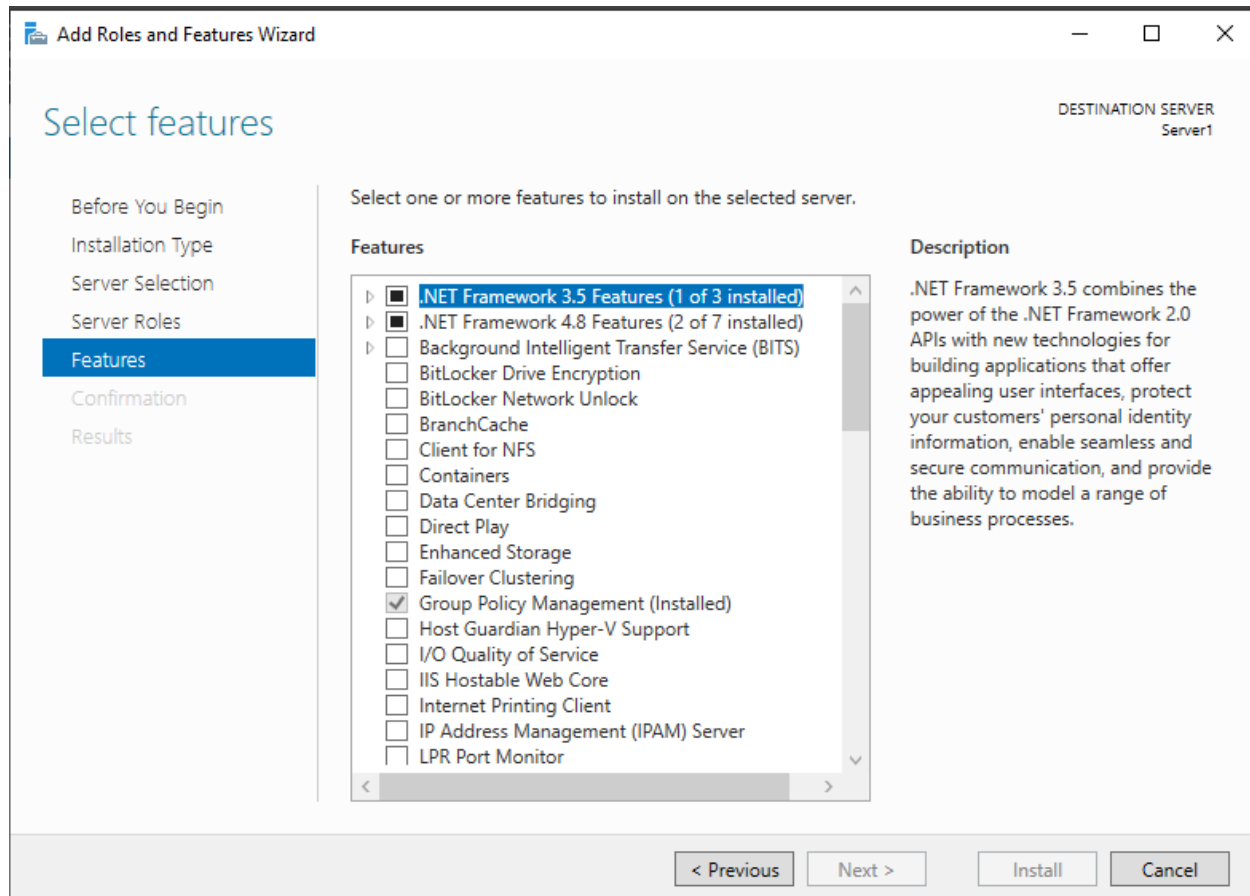 Add Roles and Features Wizard
Select features
DESTINATION SERVER
Server1
Before You Begin
Installation Type
Server Selection
Server Roles
Features
Confirmation
Results
Select one or more features to install on the selected server.
Features
.NET Framework 3.5 Features (1 of 3 installed)
.NET Framework 4.8 Features (2 of 7 installed)
Background Intelligent Transfer Service (BITS)
BitLocker Drive Encryption
BitLocker Network Unlock
BranchCache
Client for NFS
Containers
Data Center Bridging
Direct Play
Enhanced Storage
Failover Clustering
Group Policy Management (Installed)
Host Guardian Hyper-V Support
I/O Quality of Service
IIS Hostable Web Core
Internet Printing Client
IP Address Management (IPAM) Server
LPR Port Monitor
Description
.NET Framework 3.5 combines the
power of the .NET Framework 2.0
APIs with new technologies for
building applications that offer
appealing user interfaces, protect
your customers' personal identity
information, enable seamless and
secure communication, and provide
the ability to model a range of
business processes.
< Previous
Next >
Install
Cancel